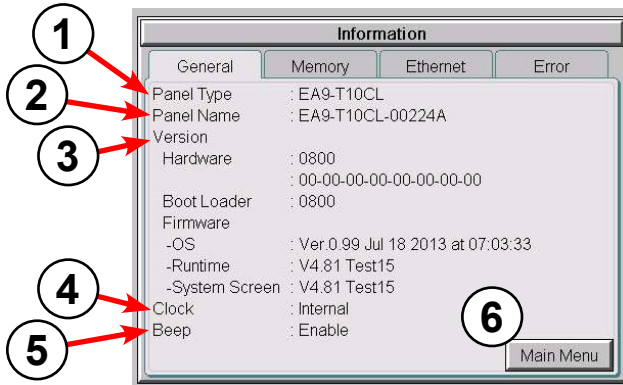 Information
General Memory Ethernet Error
1 Panel Type : EA9-T10CL
2 Panel Name : EA9-T10CL-00224A
3 Version
Hardware : 0800
: 00-00-00-00-00-00-00-00
Boot Loader : 0800
Firmware
-OS : Ver.0.99 Jul 18 2013 at 07:03:33
-Runtime : V4.81 Test15
-System Screen : V4.81 Test15
4 Clock : Internal
5 Beep : Enable
6 Main Menu